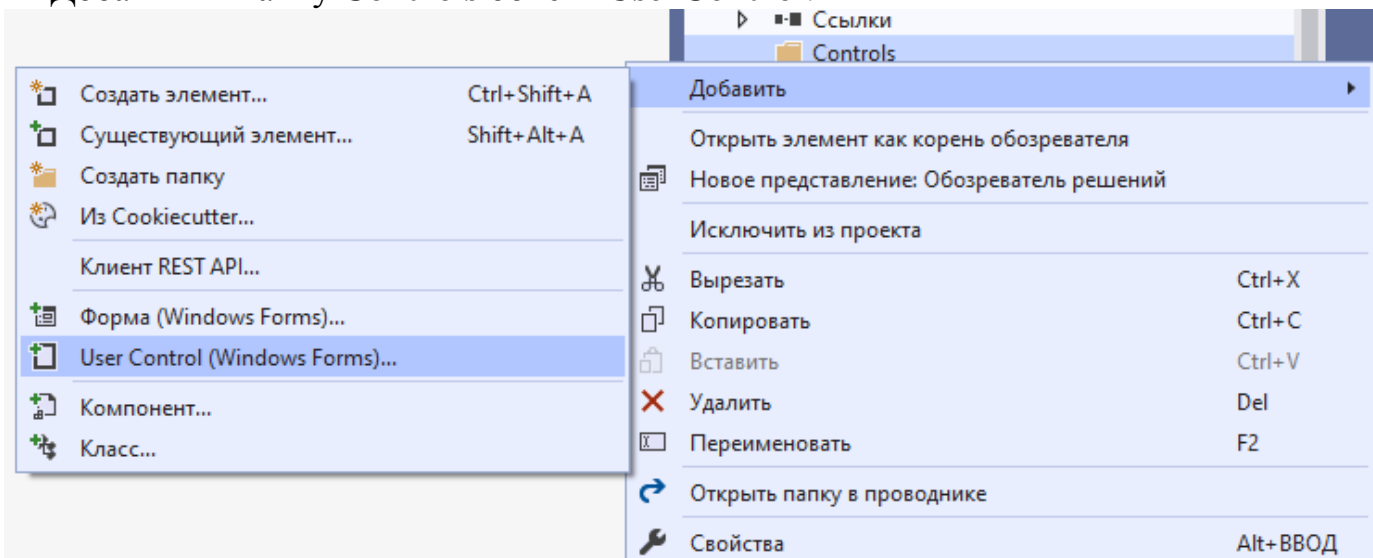 Ссылки
Controls
Создать элемент... Ctrl+Shift+A
Существующий элемент... Shift+Alt+A
Создать папку
Из Cookiecutter...
Клиент REST API...
Форма (Windows Forms)...
User Control (Windows Forms)...
Компонент...
Класс...
Добавить
Открыть элемент как корень обозревателя
Новое представление: Обозреватель решений
Исключить из проекта
Вырезать Ctrl+X
Копировать Ctrl+C
Вставить Ctrl+V
Удалить Del
Переименовать F2
Открыть папку в проводнике
Свойства Alt+ВВОД